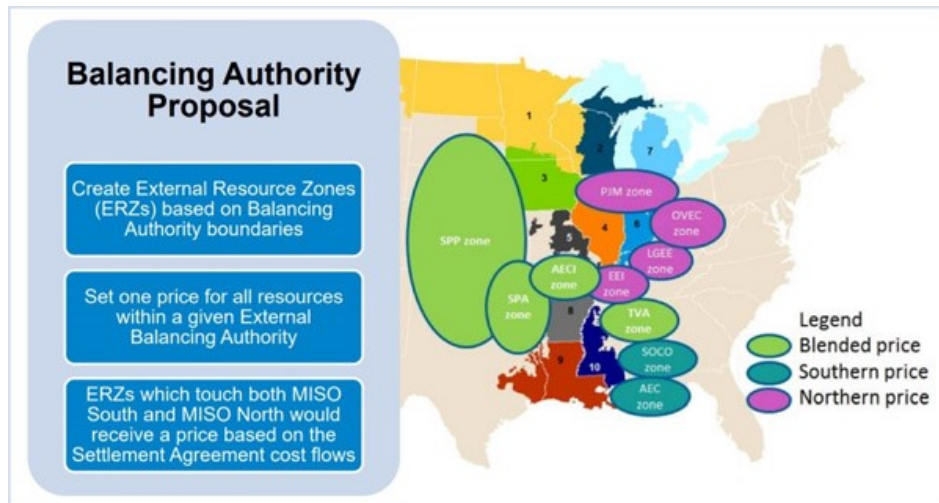 Balancing Authority
Proposal
Create External Resource Zones
(ERZs) based on Balancing
Authority boundaries
Set one price for all resources
within a given External
Balancing Authority
ERZs which touch both MISO
South and MISO North would
receive a price based on the
Settlement Agreement cost flows
1
2
7
3
PJM zone
OVEC
zone
4
6
5
SPP zone
LGEE
zone
AECI
zone
EEI
zone
SPA
zone
8
TVA
zone
9
10
SOCO
zone
AEC
zone
Legend
Blended price
Southern price
Northern price